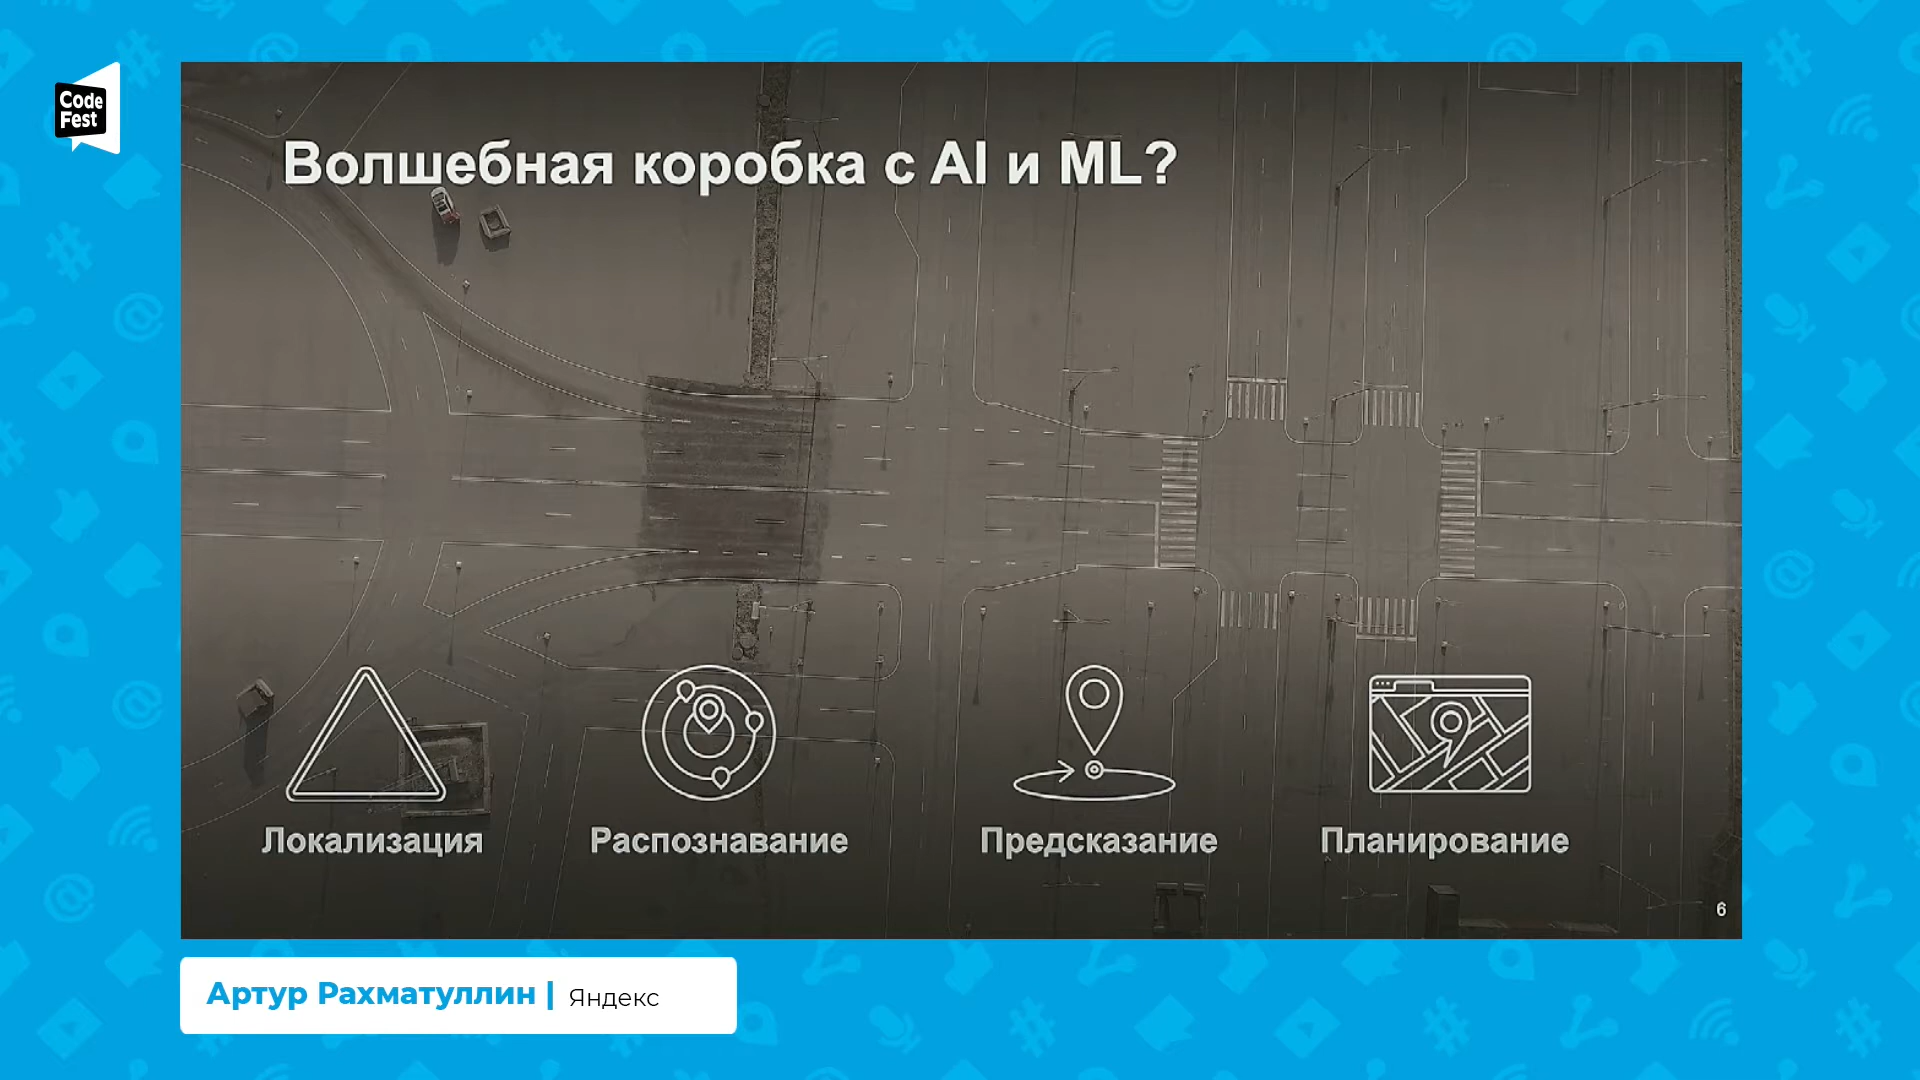 Code
Fest
Волшебная коробка с AI и ML?
Локализация
Распознавание
Предсказание
Планирование
6
Артур Рахматуллин | Яндекс